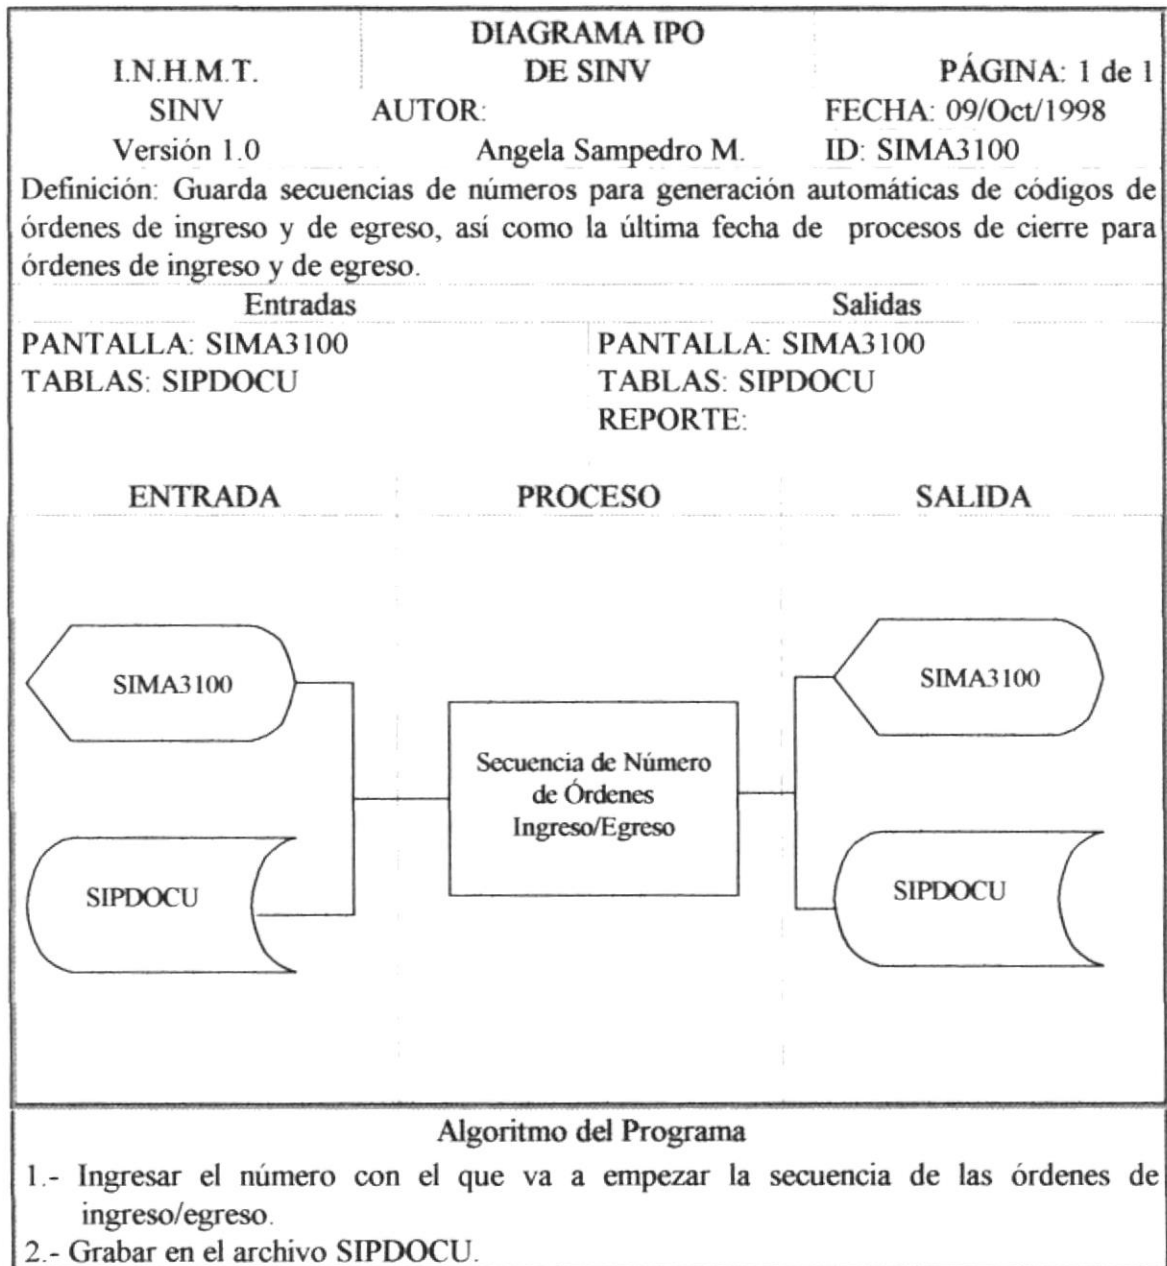 DIAGRAMA IPO
I.N.H.M.T. DE SINV PÁGINA: 1 de 1
SINV AUTOR: FECHA: 09/Oct/1998
Versión 1.0 Angela Sampedro M. ID: SIMA3100
Definición: Guarda secuencias de números para generación automáticas de códigos de
órdenes de ingreso y de egreso, así como la última fecha de procesos de cierre para
órdenes de ingreso y de egreso.
Entradas Salidas
PANTALLA: SIMA3100 PANTALLA: SIMA3100
TABLAS: SIPDOCU TABLAS: SIPDOCU
REPORTE:
ENTRADA PROCESO SALIDA
SIMA3100 SIMA3100
Secuencia de Número
de Órdenes
Ingreso/Egreso
SIPDOCU SIPDOCU
Algoritmo del Programa
1.- Ingresar el número con el que va a empezar la secuencia de las órdenes de
ingreso/egreso.
2.- Grabar en el archivo SIPDOCU.